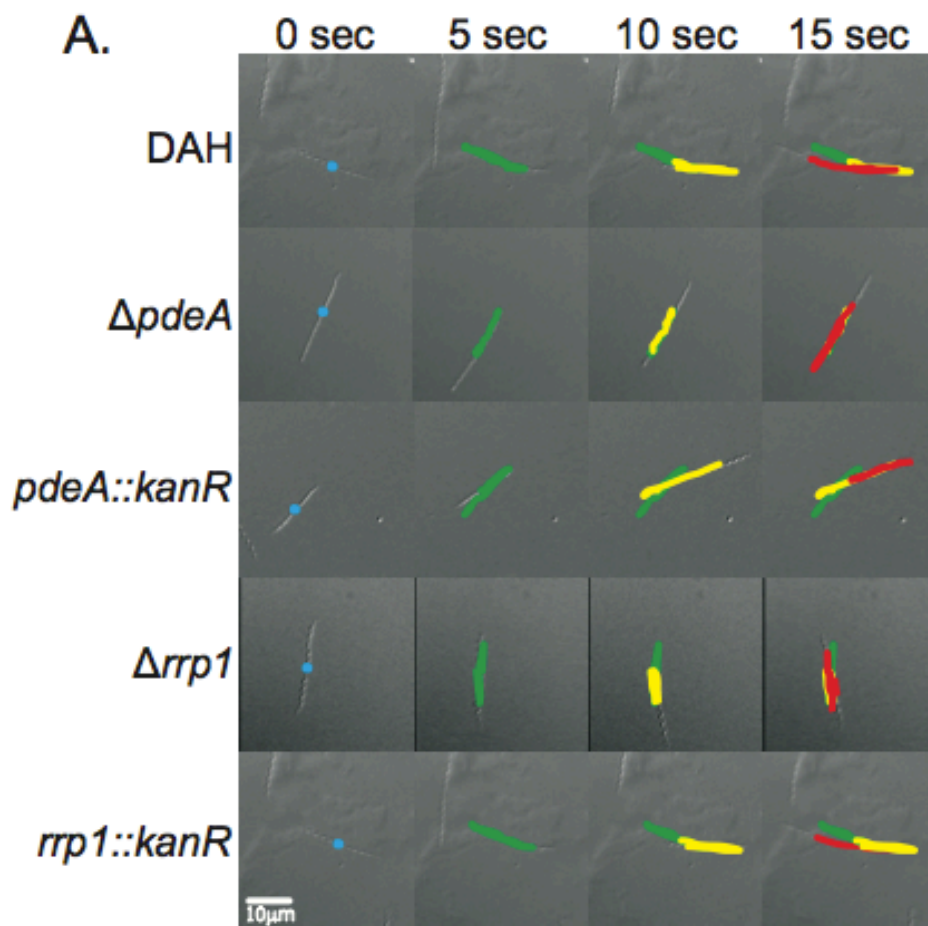 A.
0 sec 5 sec 10 sec 15 sec
DAH
ΔpdeA
pdeA::kanR
Δrrp1
rrp1::kanR
10µm